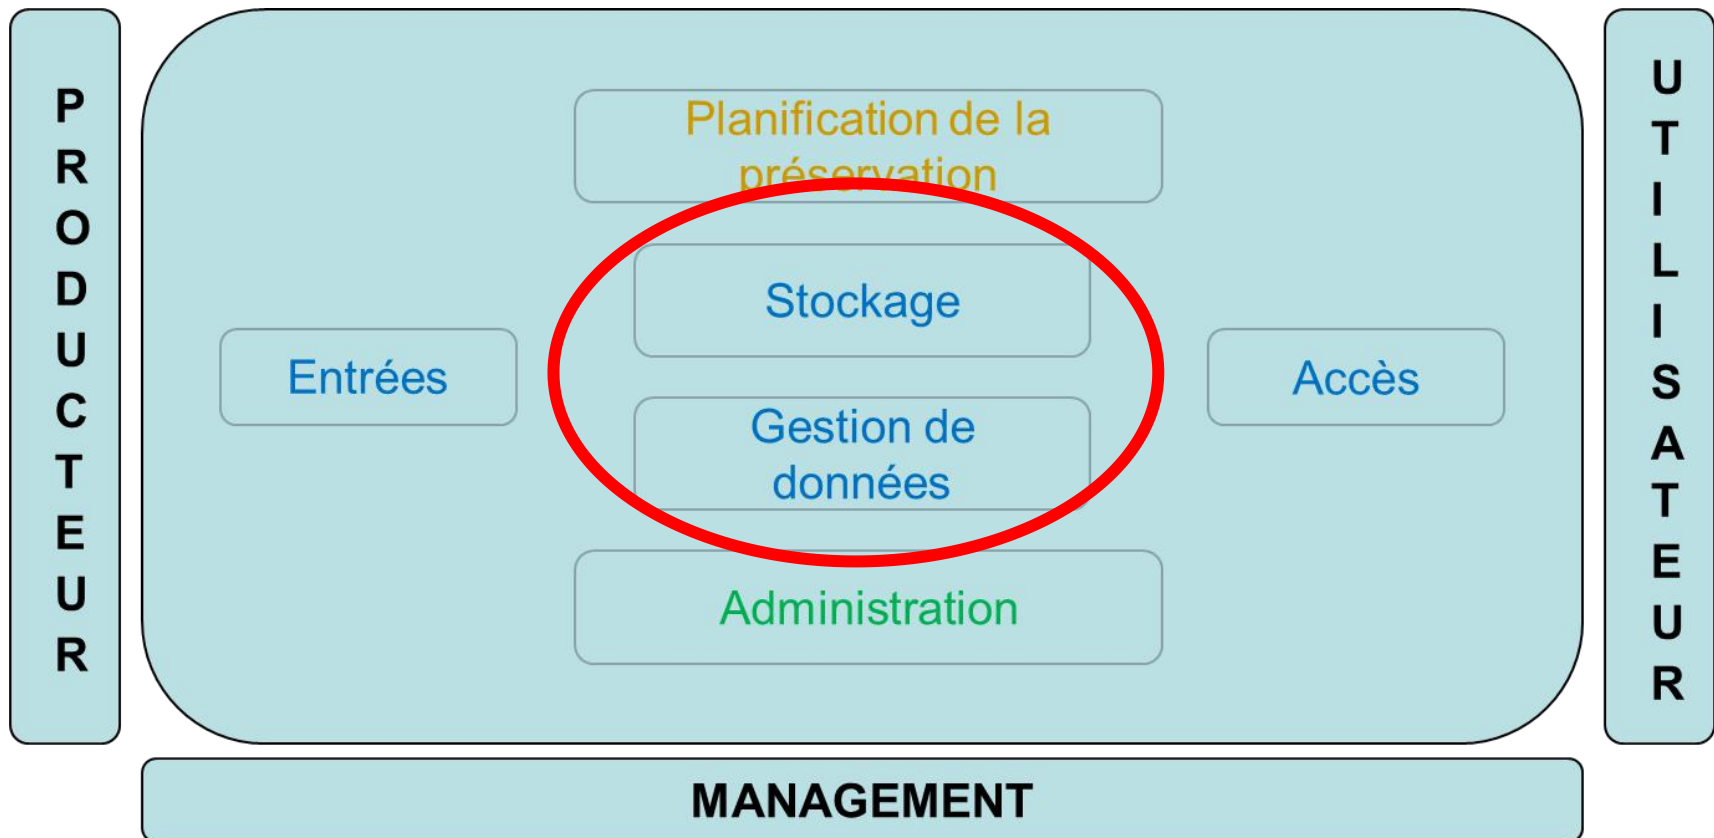 PRODUCTEUR
Planification de la
préservation
Stockage
Entrées
Gestion de
données
Accès
Administration
UTILISATEUR
MANAGEMENT